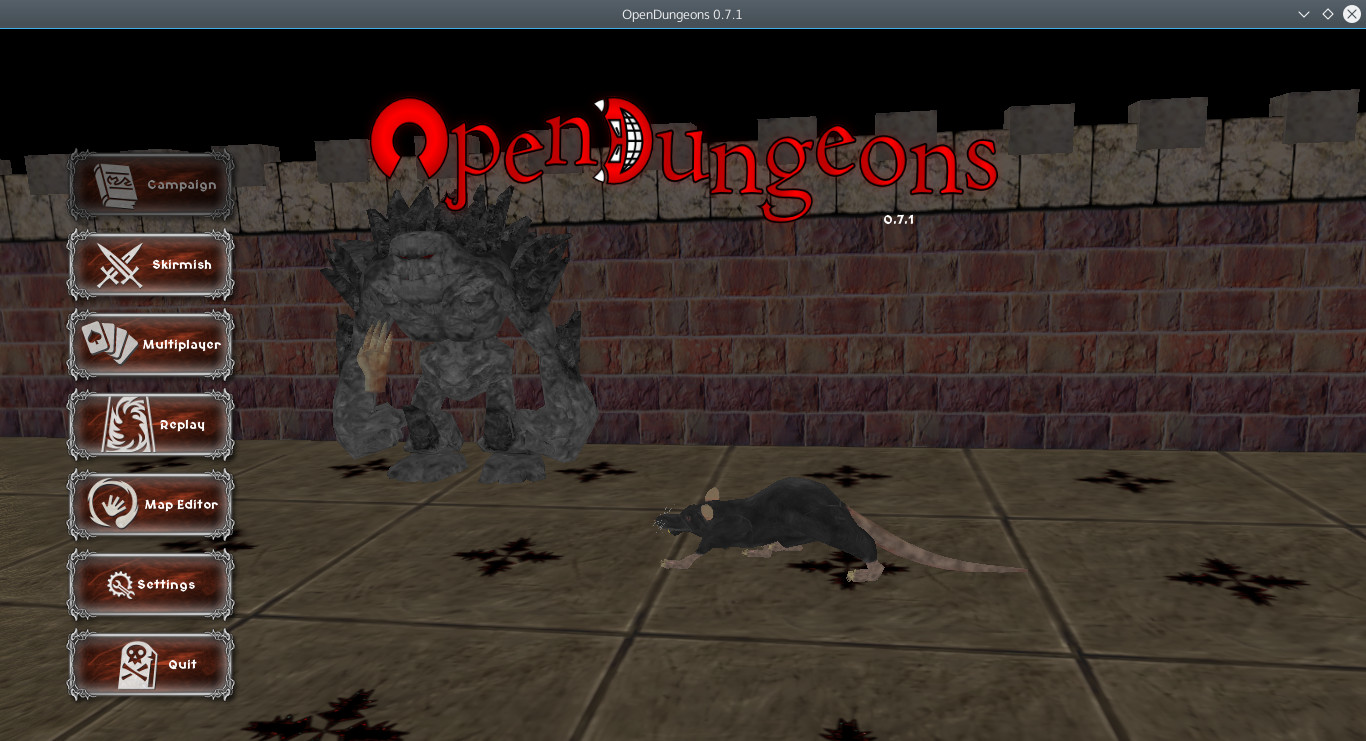 OpenDungeons 0.7.1
OpenDungeons
0.7.1
Campaign
Skirmish
Multiplayer
Replay
Map Editor
Settings
Quit